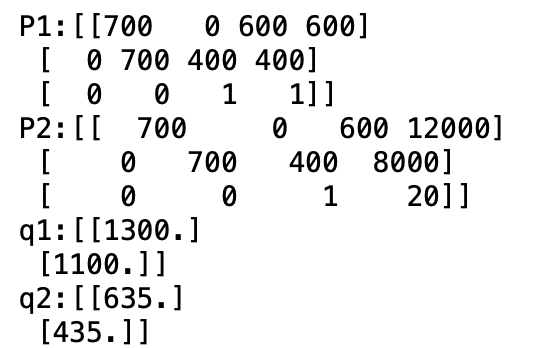 P1:[[700   0 600 600]
 [  0 700 400 400]
 [  0   0   1   1]]
P2:[[  700     0   600 12000]
 [    0   700   400  8000]
 [    0     0     1    20]]
q1:[[1300.]
 [1100.]]
q2:[[635.]
 [435.]]